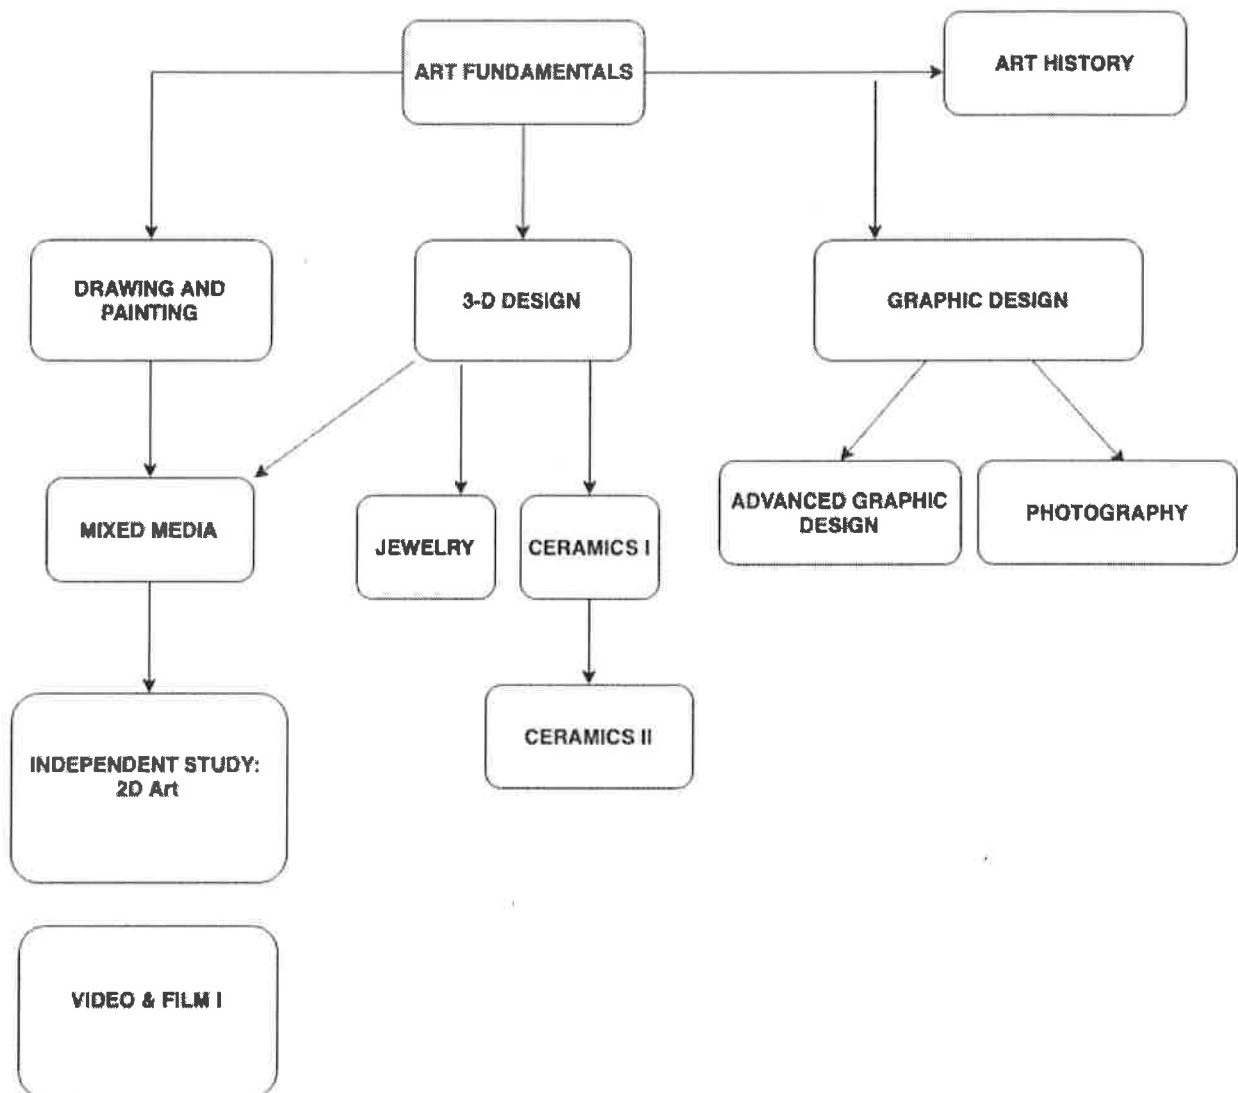 ART FUNDAMENTALS
ART HISTORY
DRAWING AND
PAINTING
3-D DESIGN
GRAPHIC DESIGN
MIXED MEDIA
JEWELRY
CERAMICS I
ADVANCED GRAPHIC
DESIGN
PHOTOGRAPHY
INDEPENDENT STUDY:
2D Art
CERAMICS II
VIDEO & FILM I